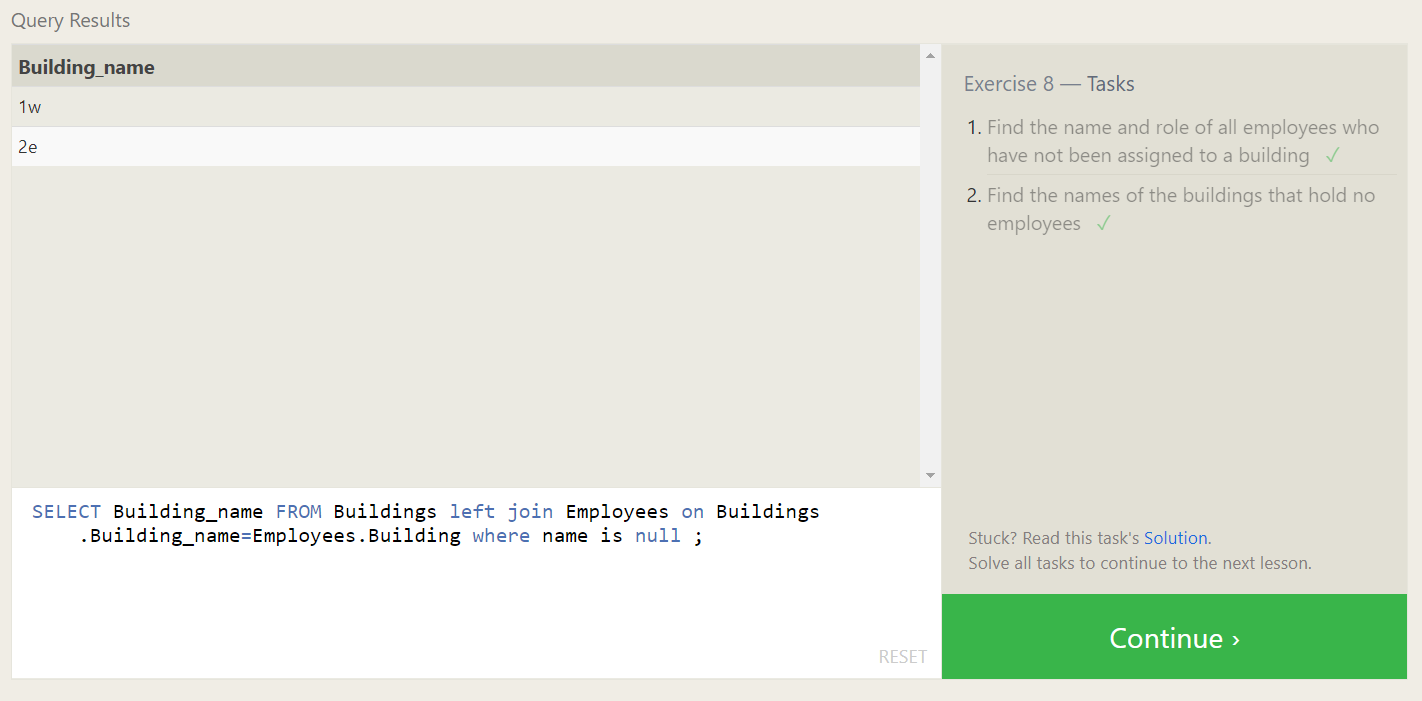 Query Results
Building_name
1w
2e
SELECT Building_name FROM Buildings left join Employees on Buildings
.Building_name=Employees.Building where name is null ;
RESET
Exercise 8 — Tasks
1. Find the name and role of all employees who
have not been assigned to a building ✓
2. Find the names of the buildings that hold no
employees ✓
Stuck? Read this task's Solution.
Solve all tasks to continue to the next lesson.
Continue ›